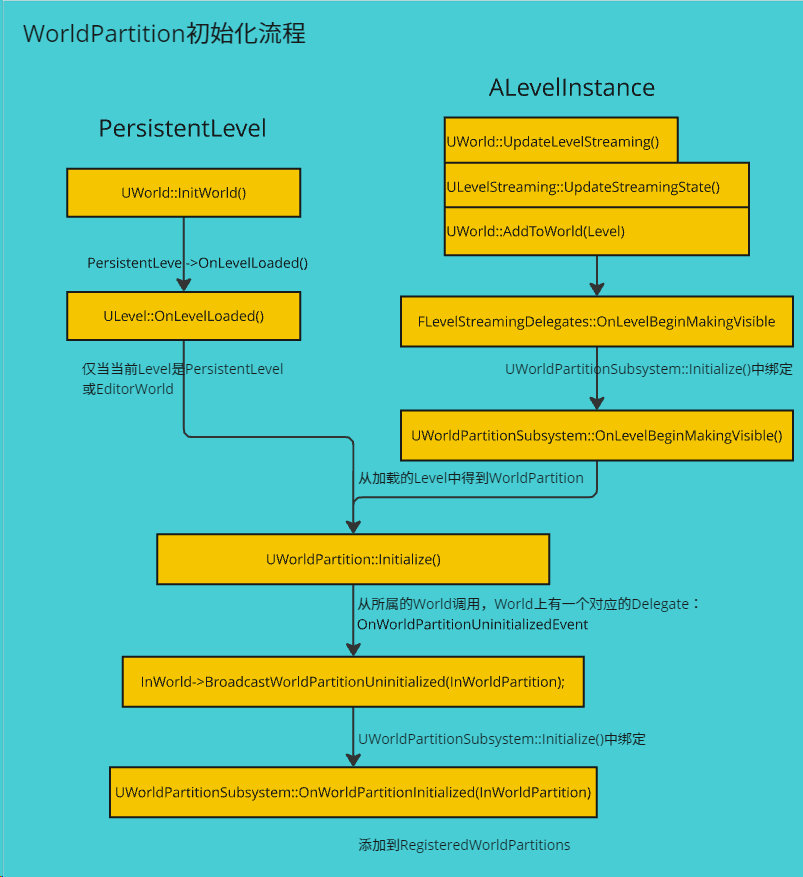 WorldPartition初始化流程
PersistentLevel
UWorld::InitWorld()
PersistentLeve->OnLevelLoaded()
ULevel::OnLevelLoaded()
仅当当前Level是PersistentLevel
或EditorWorld
ALevelInstance
UWorld::UpdateLevelStreaming()
ULevelStreaming::UpdateStreamingState()
UWorld::AddToWorld(Level)
FLevelStreamingDelegates::OnLevelBeginMakingVisible
UWorldPartitionSubsystem::Initialize()中绑定
UWorldPartitionSubsystem::OnLevelBeginMakingVisible()
从加载的Level中得到WorldPartition
UWorldPartition::Initialize()
从所属的World调用，World上有一个对应的Delegate：
OnWorldPartitionUninitializedEvent
InWorld->BroadcastWorldPartitionUninitialized(InWorldPartition);
UWorldPartitionSubsystem::Initialize()中绑定
UWorldPartitionSubsystem::OnWorldPartitionInitialized(InWorldPartition)
添加到RegisteredWorldPartitions